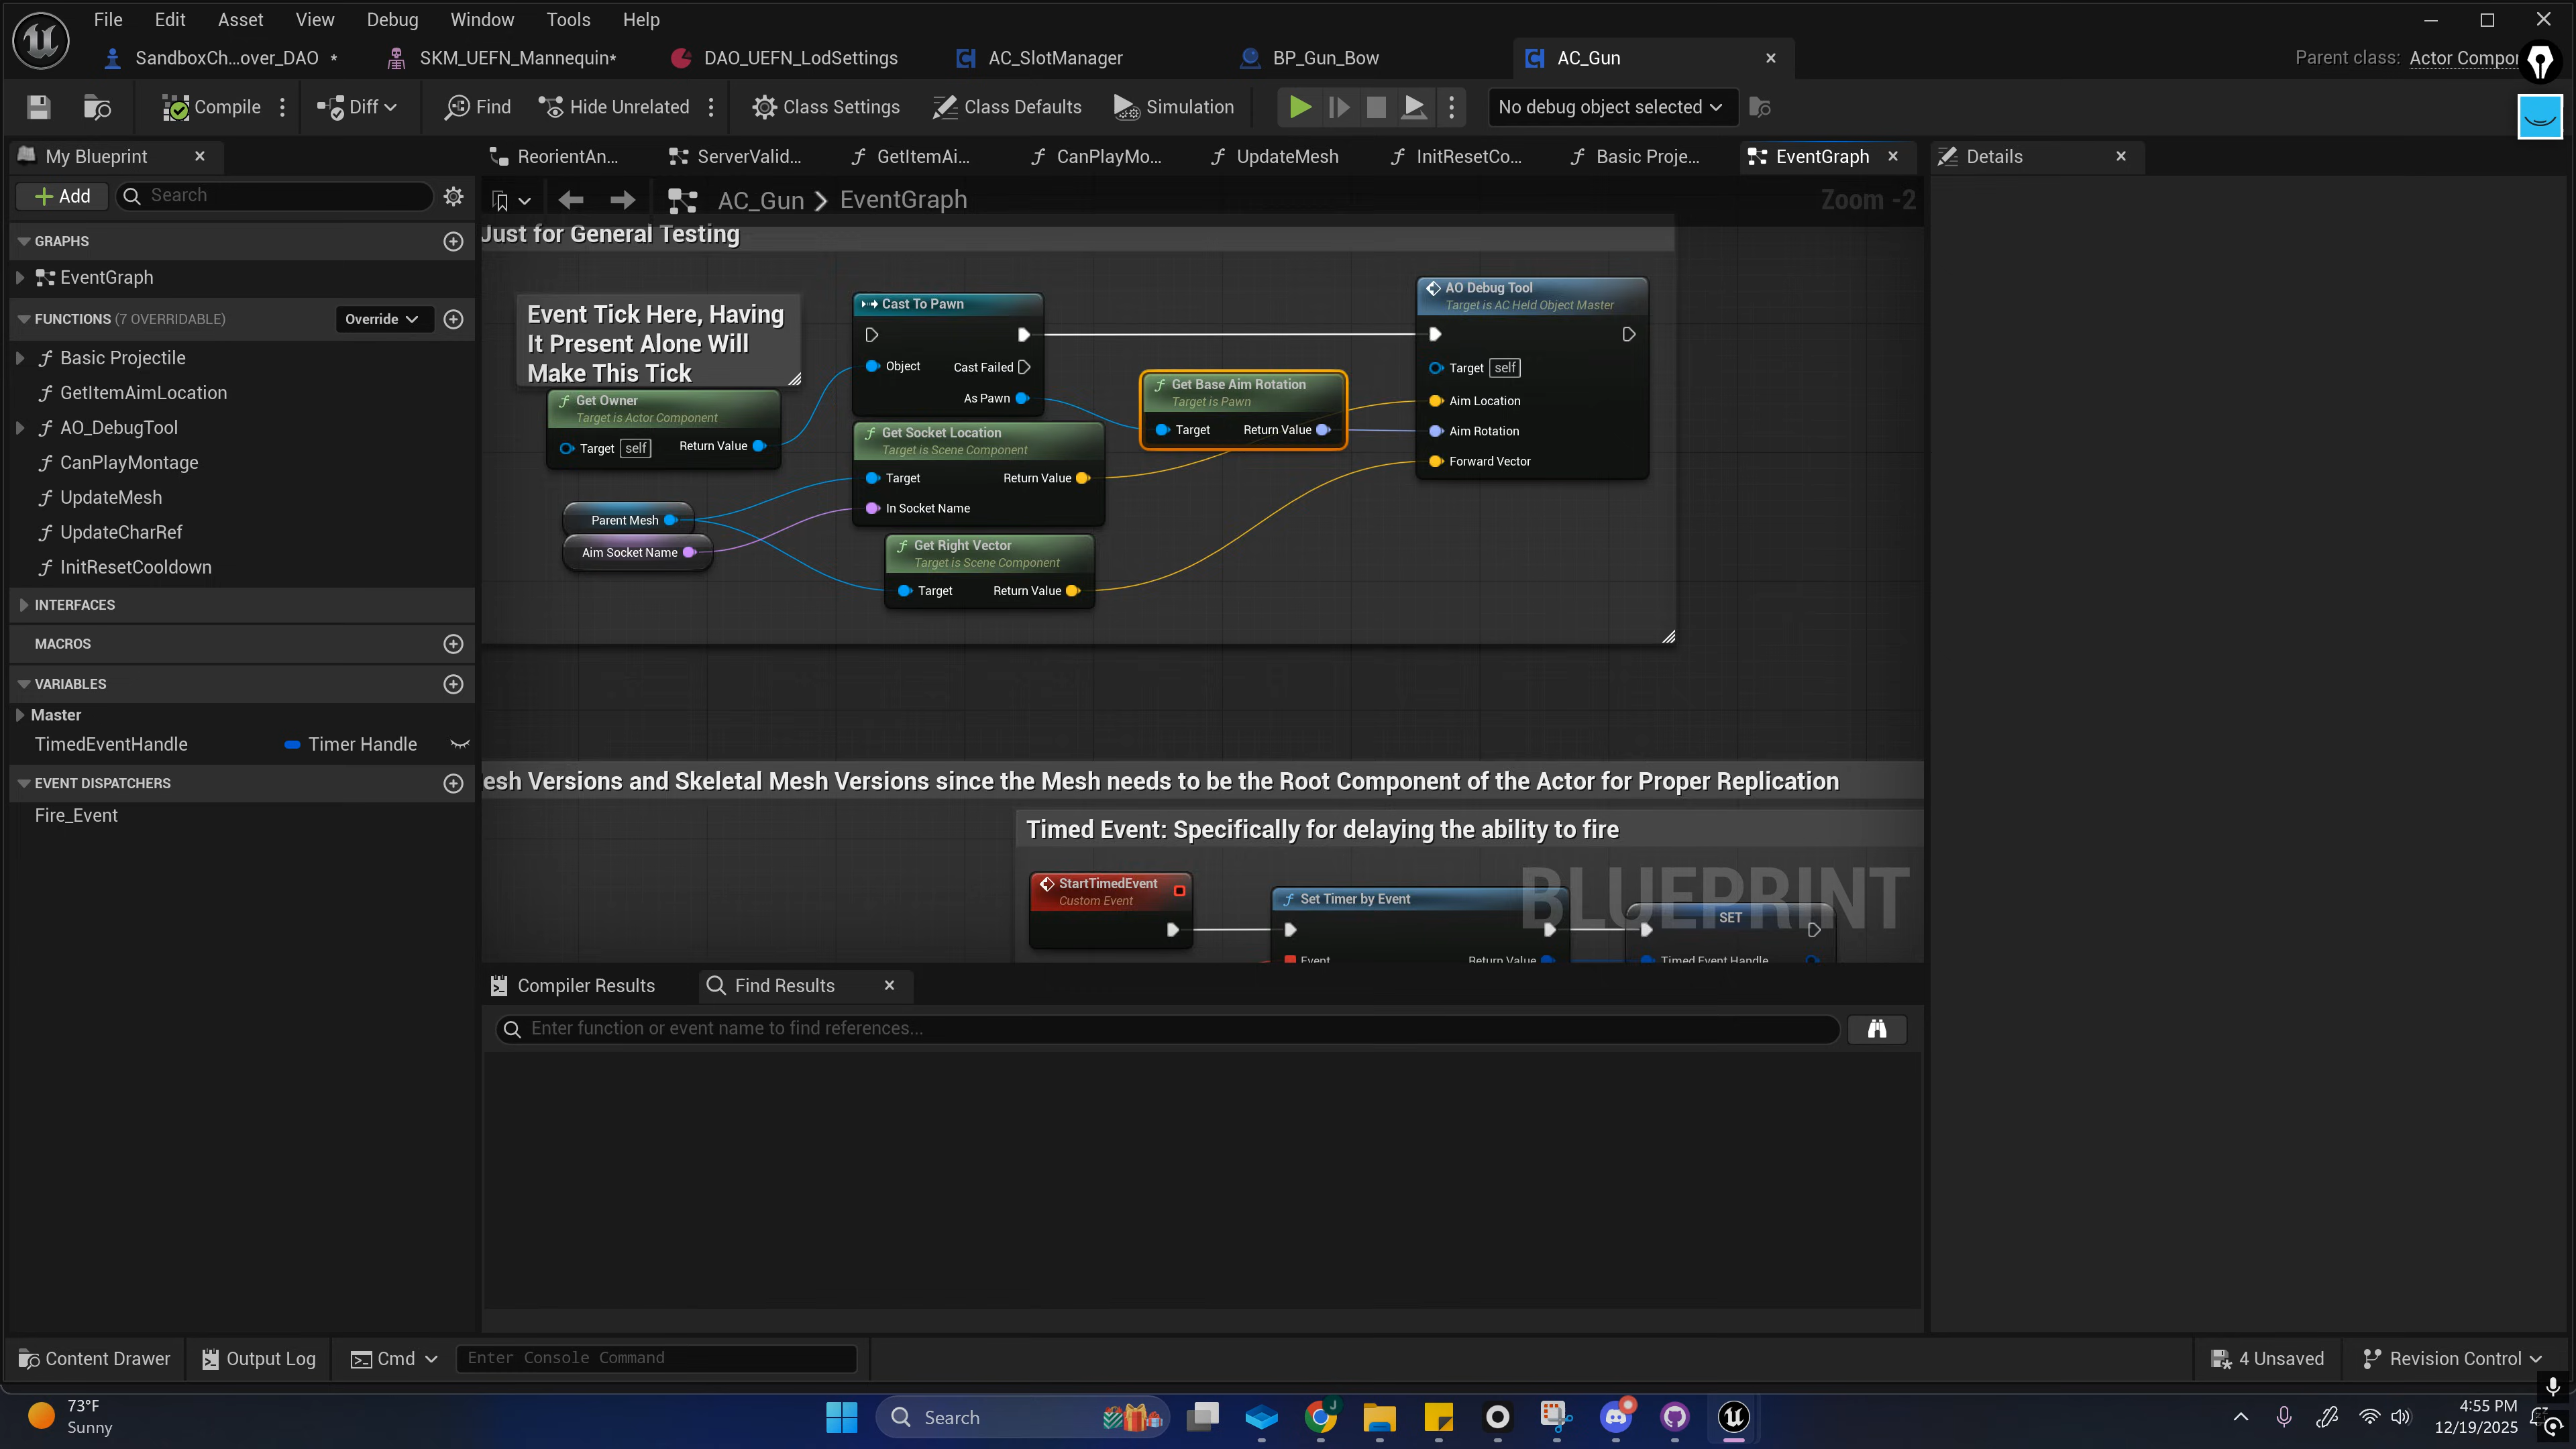 File Edit Asset View Debug Window Tools Help
SandboxCh...over_DAO *
SKM_UEFN_Mannequin*
DAO_UEFN_LodSettings
AC_SlotManager
BP_Gun_Bow
AC_Gun
Parent class: Actor Compor
Compile
Diff
Find
Hide Unrelated
Class Settings
Class Defaults
Simulation
No debug object selected
My Blueprint
ReorientAn...
ServerValid...
GetItemAi...
CanPlayMo...
UpdateMesh
InitResetCo...
Basic Proje...
EventGraph
Details
Add
Search
AC_Gun > EventGraph
Zoom -2
GRAPHS
EventGraph
FUNCTIONS (7 OVERRIDABLE)
Override
Basic Projectile
GetItemAimLocation
AO_DebugTool
CanPlayMontage
UpdateMesh
UpdateCharRef
InitResetCooldown
INTERFACES
MACROS
VARIABLES
Master
TimedEventHandle
Timer Handle
EVENT DISPATCHERS
Fire_Event
Just for General Testing
Event Tick Here, Having
It Present Alone Will
Make This Tick
Get Owner
Target is Actor Component
Target self
Return Value
Parent Mesh
Aim Socket Name
Cast To Pawn
Object
Cast Failed
As Pawn
Get Socket Location
Target is Scene Component
Target
Return Value
In Socket Name
Get Right Vector
Target is Scene Component
Target
Return Value
Get Base Aim Rotation
Target is Pawn
Target
Return Value
AO Debug Tool
Target is AC Held Object Master
Target self
Aim Location
Aim Rotation
Forward Vector
esh Versions and Skeletal Mesh Versions since the Mesh needs to be the Root Component of the Actor for Proper Replication
Timed Event: Specifically for delaying the ability to fire
StartTimedEvent
Custom Event
Set Timer by Event
Event
Return Value
SET
Timed Event Handle
BLUEPRINT
Compiler Results
Find Results
Enter function or event name to find references...
Content Drawer
Output Log
Cmd
Enter Console Command
4 Unsaved
Revision Control
73°F
Sunny
Search
J
4:55 PM
12/19/2025